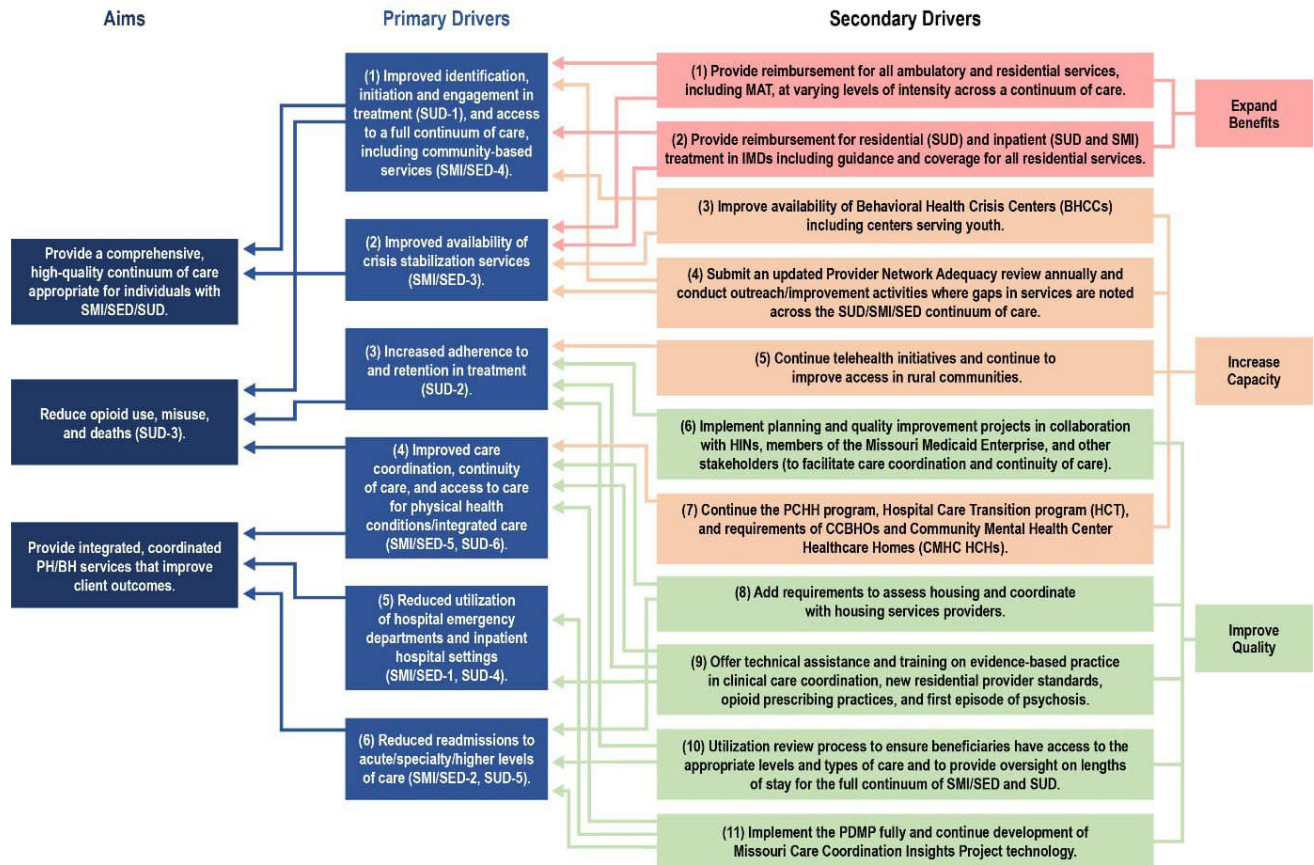 Aims
Primary Drivers
Secondary Drivers
Provide a comprehensive,
high-quality continuum of care
appropriate for individuals with
SMI/SED/SUD.
Reduce opioid use, misuse,
and deaths (SUD-3).
Provide integrated, coordinated
PH/BH services that improve
client outcomes.
(1) Improved identification,
initiation and engagement in
treatment (SUD-1), and access
to a full continuum of care,
including community-based
services (SMI/SED-4).
(2) Improved availability of
crisis stabilization services
(SMI/SED-3).
(3) Increased adherence to
and retention in treatment
(SUD-2).
(4) Improved care
coordination, continuity
of care, and access to care
for physical health
conditions/integrated care
(SMI/SED-5, SUD-6).
(5) Reduced utilization
of hospital emergency
departments and inpatient
hospital settings
(SMI/SED-1, SUD-4).
(6) Reduced readmissions to
acute/specialty/higher levels
of care (SMI/SED-2, SUD-5).
(1) Provide reimbursement for all ambulatory and residential services,
including MAT, at varying levels of intensity across a continuum of care.
(2) Provide reimbursement for residential (SUD) and inpatient (SUD and SMI)
treatment in IMDs including guidance and coverage for all residential services.
(3) Improve availability of Behavioral Health Crisis Centers (BHCCs)
including centers serving youth.
(4) Submit an updated Provider Network Adequacy review annually and
conduct outreach/improvement activities where gaps in services are noted
across the SUD/SMI/SED continuum of care.
(5) Continue telehealth initiatives and continue to
improve access in rural communities.
(6) Implement planning and quality improvement projects in collaboration
with HINs, members of the Missouri Medicaid Enterprise, and other
stakeholders (to facilitate care coordination and continuity of care).
(7) Continue the PCHH program, Hospital Care Transition program (HCT),
and requirements of CCBHOs and Community Mental Health Center
Healthcare Homes (CMHC HCHs).
(8) Add requirements to assess housing and coordinate
with housing services providers.
(9) Offer technical assistance and training on evidence-based practice
in clinical care coordination, new residential provider standards,
opioid prescribing practices, and first episode of psychosis.
(10) Utilization review process to ensure beneficiaries have access to the
appropriate levels and types of care and to provide oversight on lengths
of stay for the full continuum of SMI/SED and SUD.
(11) Implement the PDMP fully and continue development of
Missouri Care Coordination Insights Project technology.
Expand
Benefits
Increase
Capacity
Improve
Quality